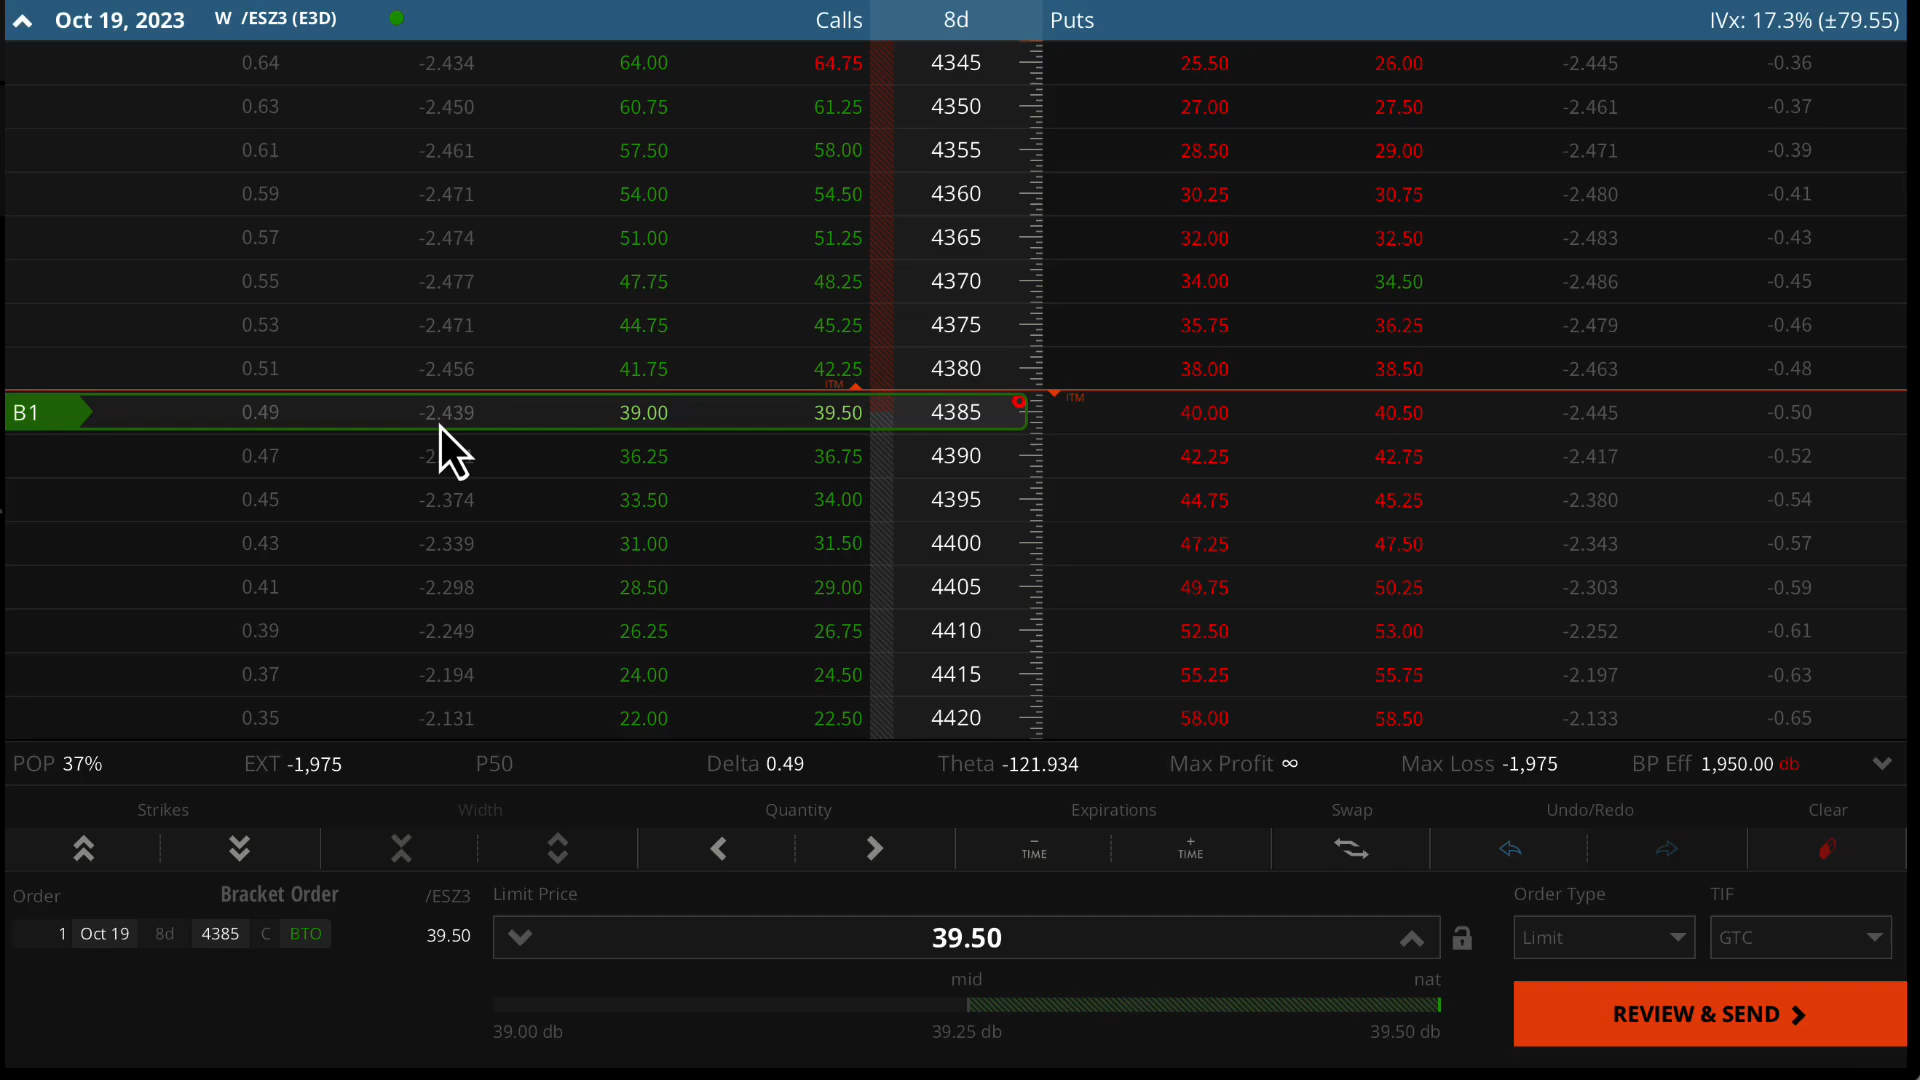 Oct 19, 2023 W /ESZ3 (E3D) Calls 8d Puts IVx: 17.3% (±79.55)
0.64 -2.434 64.00 64.75 4345 25.50 26.00 -2.445 -0.36
0.63 -2.450 60.75 61.25 4350 27.00 27.50 -2.461 -0.37
0.61 -2.461 57.50 58.00 4355 28.50 29.00 -2.471 -0.39
0.59 -2.471 54.00 54.50 4360 30.25 30.75 -2.480 -0.41
0.57 -2.474 51.00 51.25 4365 32.00 32.50 -2.483 -0.43
0.55 -2.477 47.75 48.25 4370 34.00 34.50 -2.486 -0.45
0.53 -2.471 44.75 45.25 4375 35.75 36.25 -2.479 -0.46
0.51 -2.456 41.75 42.25 4380 38.00 38.50 -2.463 -0.48
ITM ITM
B1 0.49 -2.439 39.00 39.50 4385 40.00 40.50 -2.445 -0.50
0.47 36.25 36.75 4390 42.25 42.75 -2.417 -0.52
0.45 -2.374 33.50 34.00 4395 44.75 45.25 -2.380 -0.54
0.43 -2.339 31.00 31.50 4400 47.25 47.50 -2.343 -0.57
0.41 -2.298 28.50 29.00 4405 49.75 50.25 -2.303 -0.59
0.39 -2.249 26.25 26.75 4410 52.50 53.00 -2.252 -0.61
0.37 -2.194 24.00 24.50 4415 55.25 55.75 -2.197 -0.63
0.35 -2.131 22.00 22.50 4420 58.00 58.50 -2.133 -0.65
POP 37% EXT -1,975 P50 Delta 0.49 Theta -121.934 Max Profit ∞ Max Loss -1,975 BP Eff 1,950.00 db
Strikes Width Quantity Expirations Swap Undo/Redo Clear
− TIME + TIME
Order Bracket Order /ESZ3 Limit Price Order Type TIF
1 Oct 19 8d 4385 C BTO 39.50 39.50 Limit GTC
mid nat
39.00 db 39.25 db 39.50 db
REVIEW & SEND